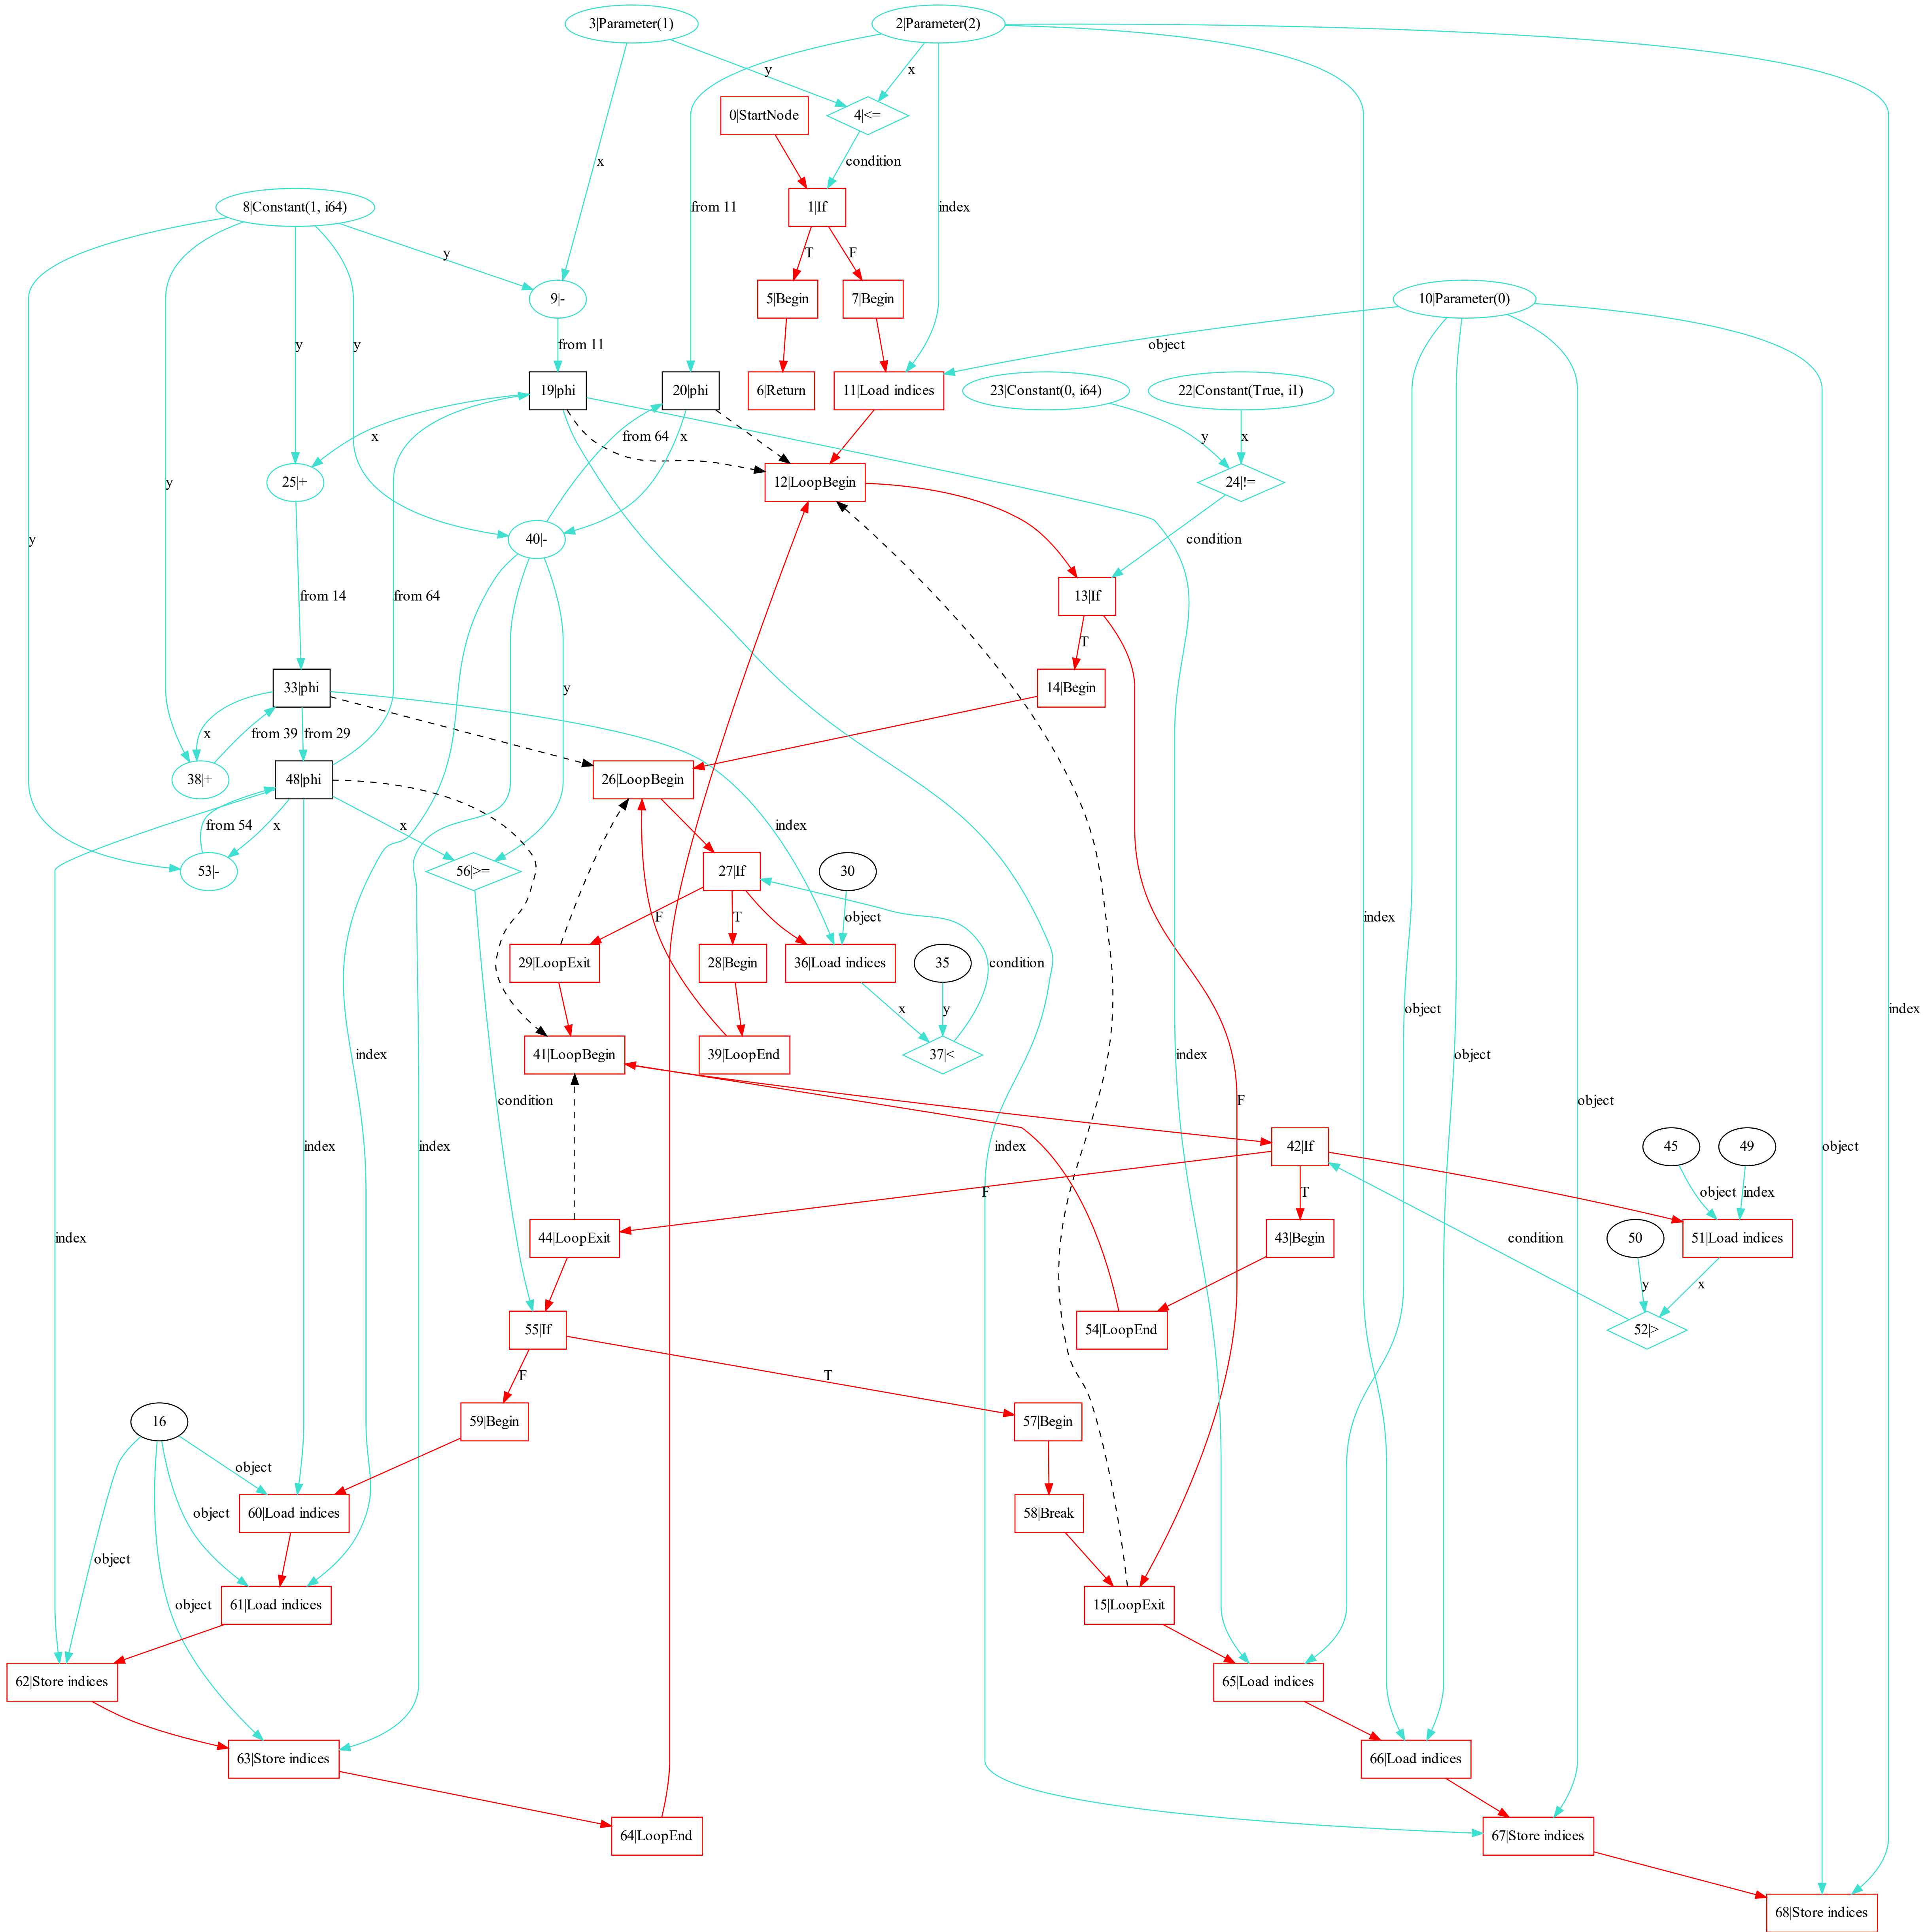 3|Parameter(1)
2|Parameter(2)
y
x
0|StartNode
4|<=
x
condition
8|Constant(1, i64)
from 11
1|If
index
y
T
F
9|-
5|Begin
7|Begin
10|Parameter(0)
y
y
from 11
object
19|phi
20|phi
6|Return
11|Load indices
23|Constant(0, i64)
22|Constant(True, i1)
x
from 64
x
y
x
y
25|+
12|LoopBegin
24|!=
y
40|-
condition
from 14
from 64
13|If
T
33|phi
y
14|Begin
x
from 39
from 29
38|+
48|phi
26|LoopBegin
from 54
x
x
index
53|-
56|>=
27|If
30
F
T
object
index
29|LoopExit
28|Begin
36|Load indices
35
condition
x
y
object
index
41|LoopBegin
39|LoopEnd
37|<
index
object
condition
F
object
index
index
index
42|If
45
49
object
F
T
object
index
index
44|LoopExit
43|Begin
50
51|Load indices
condition
y
x
55|If
54|LoopEnd
52|>
F
T
16
59|Begin
57|Begin
object
60|Load indices
object
58|Break
object
61|Load indices
object
15|LoopExit
62|Store indices
65|Load indices
63|Store indices
66|Load indices
64|LoopEnd
67|Store indices
68|Store indices
index